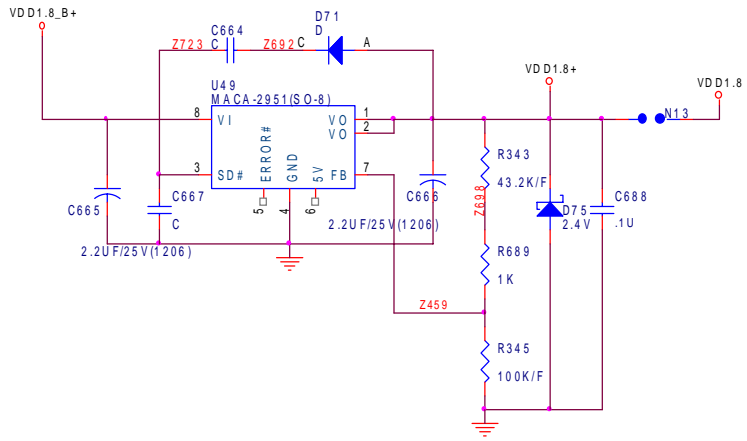 VDD1.8_B+
C664
C
Z723
Z692
C
D71
D
A
VDD1.8+
VDD1.8
U49
MACA-2951(SO-8)
8
VI
VO
1
VO
2
N13
3
SD#
ERROR#
GND
5V
FB
7
5
4
6
R343
43.2K/F
Z698
C665
2.2UF/25V(1206)
C667
C
C666
2.2UF/25V(1206)
D75
2.4V
C688
.1U
R689
1K
Z459
R345
100K/F